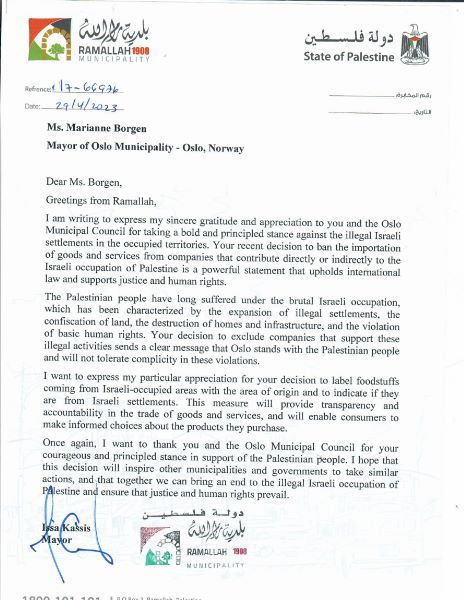 بلدية رام الله
RAMALLAH 1908
MUNICIPALITY
دولة فلسطين
State of Palestine
Refrence:
Date: 29/4/2023
رقم المخابرة:
التاريخ:
Ms. Marianne Borgen
Mayor of Oslo Municipality - Oslo, Norway
Dear Ms. Borgen,
Greetings from Ramallah,
I am writing to express my sincere gratitude and appreciation to you and the Oslo
Municipal Council for taking a bold and principled stance against the illegal Israeli
settlements in the occupied territories. Your recent decision to ban the importation
of goods and services from companies that contribute directly or indirectly to the
Israeli occupation of Palestine is a powerful statement that upholds international
law and supports justice and human rights.
The Palestinian people have long suffered under the brutal Israeli occupation,
which has been characterized by the expansion of illegal settlements, the
confiscation of land, the destruction of homes and infrastructure, and the violation
of basic human rights. Your decision to exclude companies that support these
illegal activities sends a clear message that Oslo stands with the Palestinian people
and will not tolerate complicity in these violations.
I want to express my particular appreciation for your decision to label foodstuffs
coming from Israeli-occupied areas with the area of origin and to indicate if they
are from Israeli settlements. This measure will provide transparency and
accountability in the trade of goods and services, and will enable consumers to
make informed choices about the products they purchase.
Once again, I want to thank you and the Oslo Municipal Council for your
courageous and principled stance in support of the Palestinian people. I hope that
this decision will inspire other municipalities and governments to take similar
actions, and that together we can bring an end to the illegal Israeli occupation of
Palestine and ensure that justice and human rights prevail.
Issa Kassis
Mayor
دولة فلسطين
بلدية رام الله
RAMALLAH 1908
MUNICIPALITY